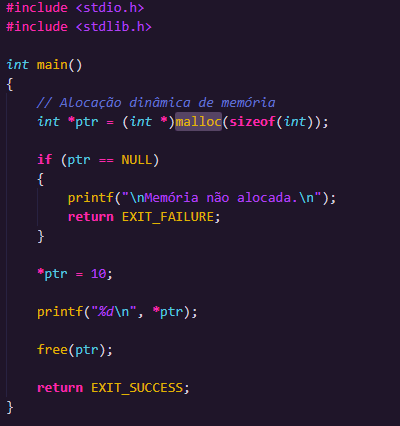 #include <stdio.h>
#include <stdlib.h>
int main()
{
// Alocação dinâmica de memória
int *ptr = (int *)malloc(sizeof(int));
if (ptr == NULL)
{
printf("\nMemória não alocada.\n");
return EXIT_FAILURE;
}
*ptr = 10;
printf("%d\n", *ptr);
free(ptr);
return EXIT_SUCCESS;
}